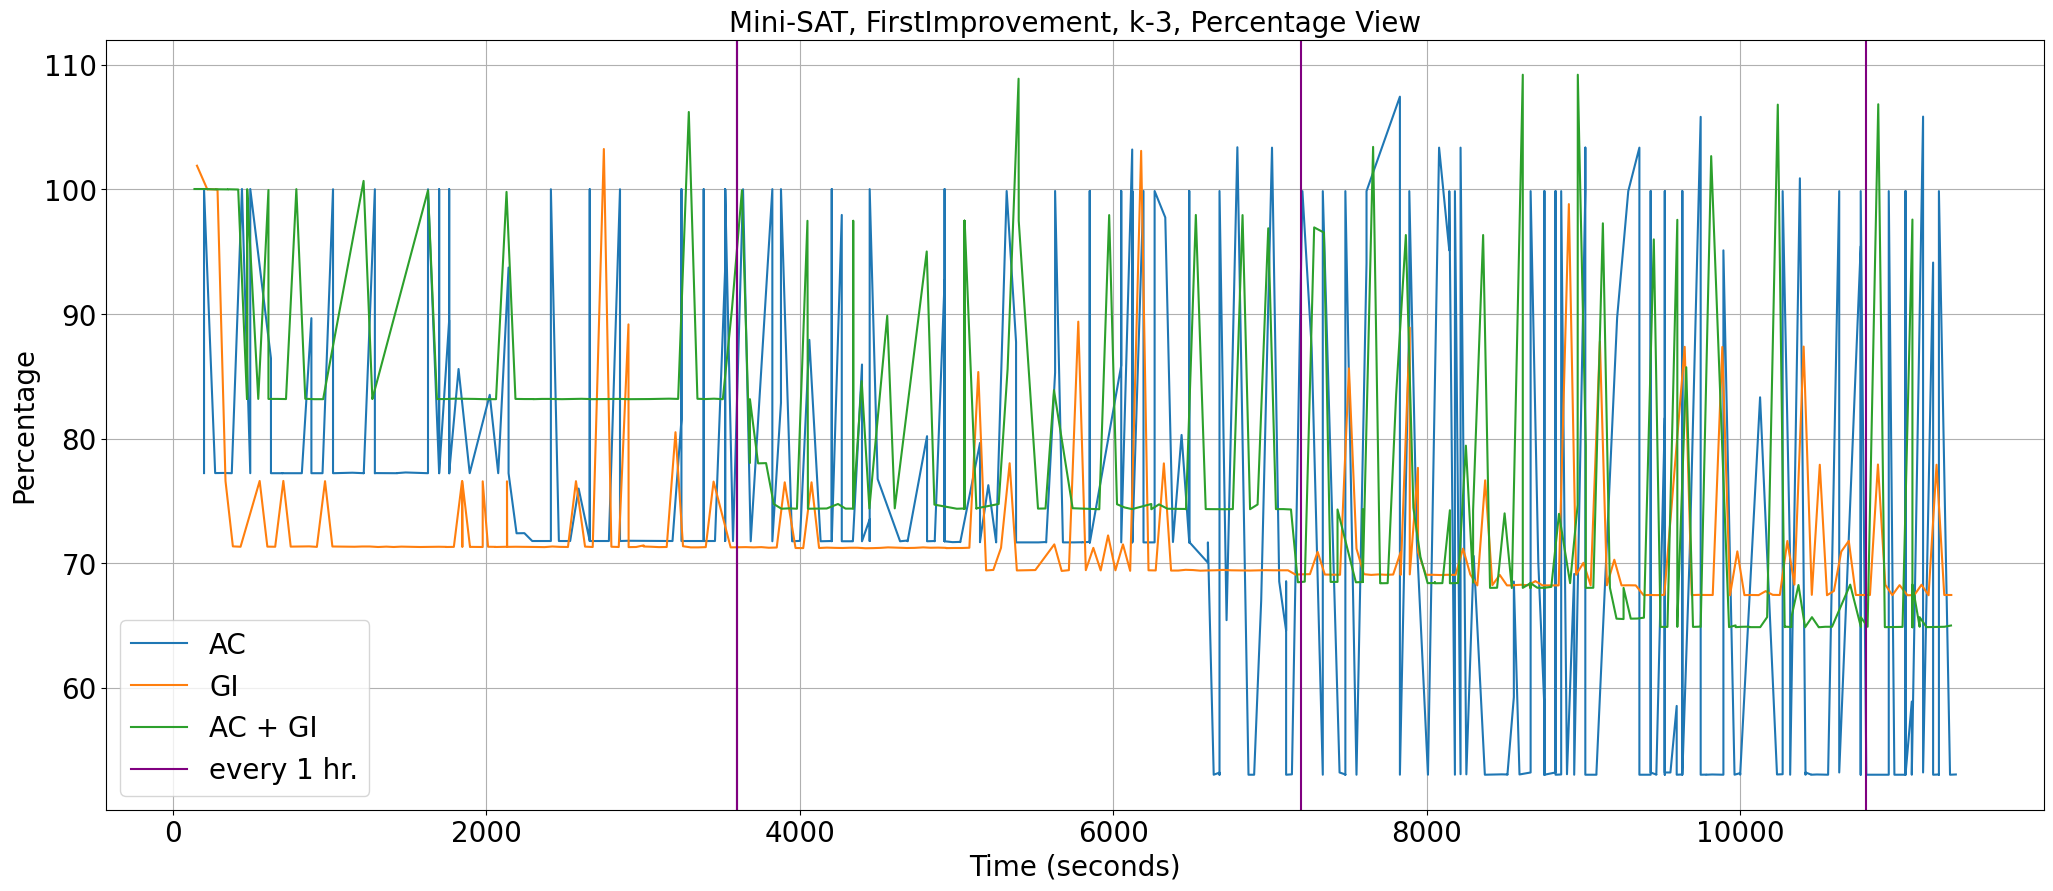 Mini-SAT, FirstImprovement, k-3, Percentage View
110
100
90
80
70
60
Percentage
AC
GI
AC + GI
every 1 hr.
0 2000 4000 6000 8000 10000
Time (seconds)